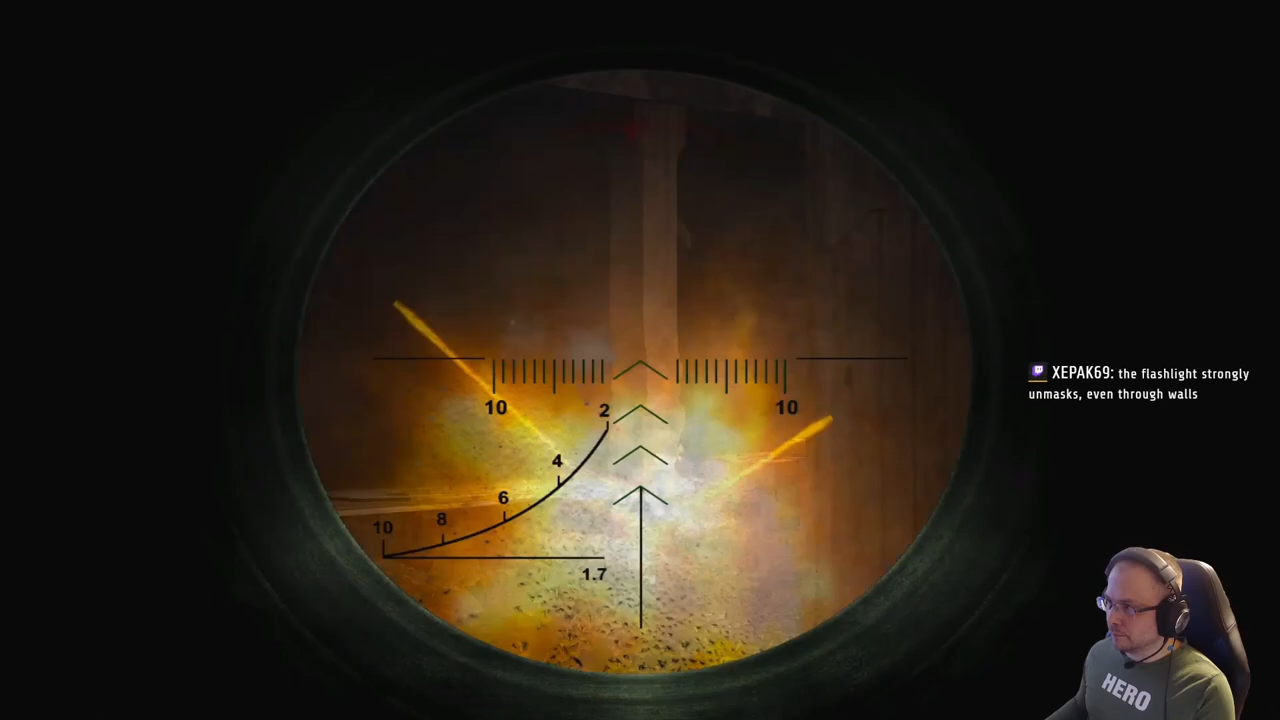 10 10
2
4
6
8
10
1.7
XEPAK69: the flashlight strongly
unmasks, even through walls
HERO